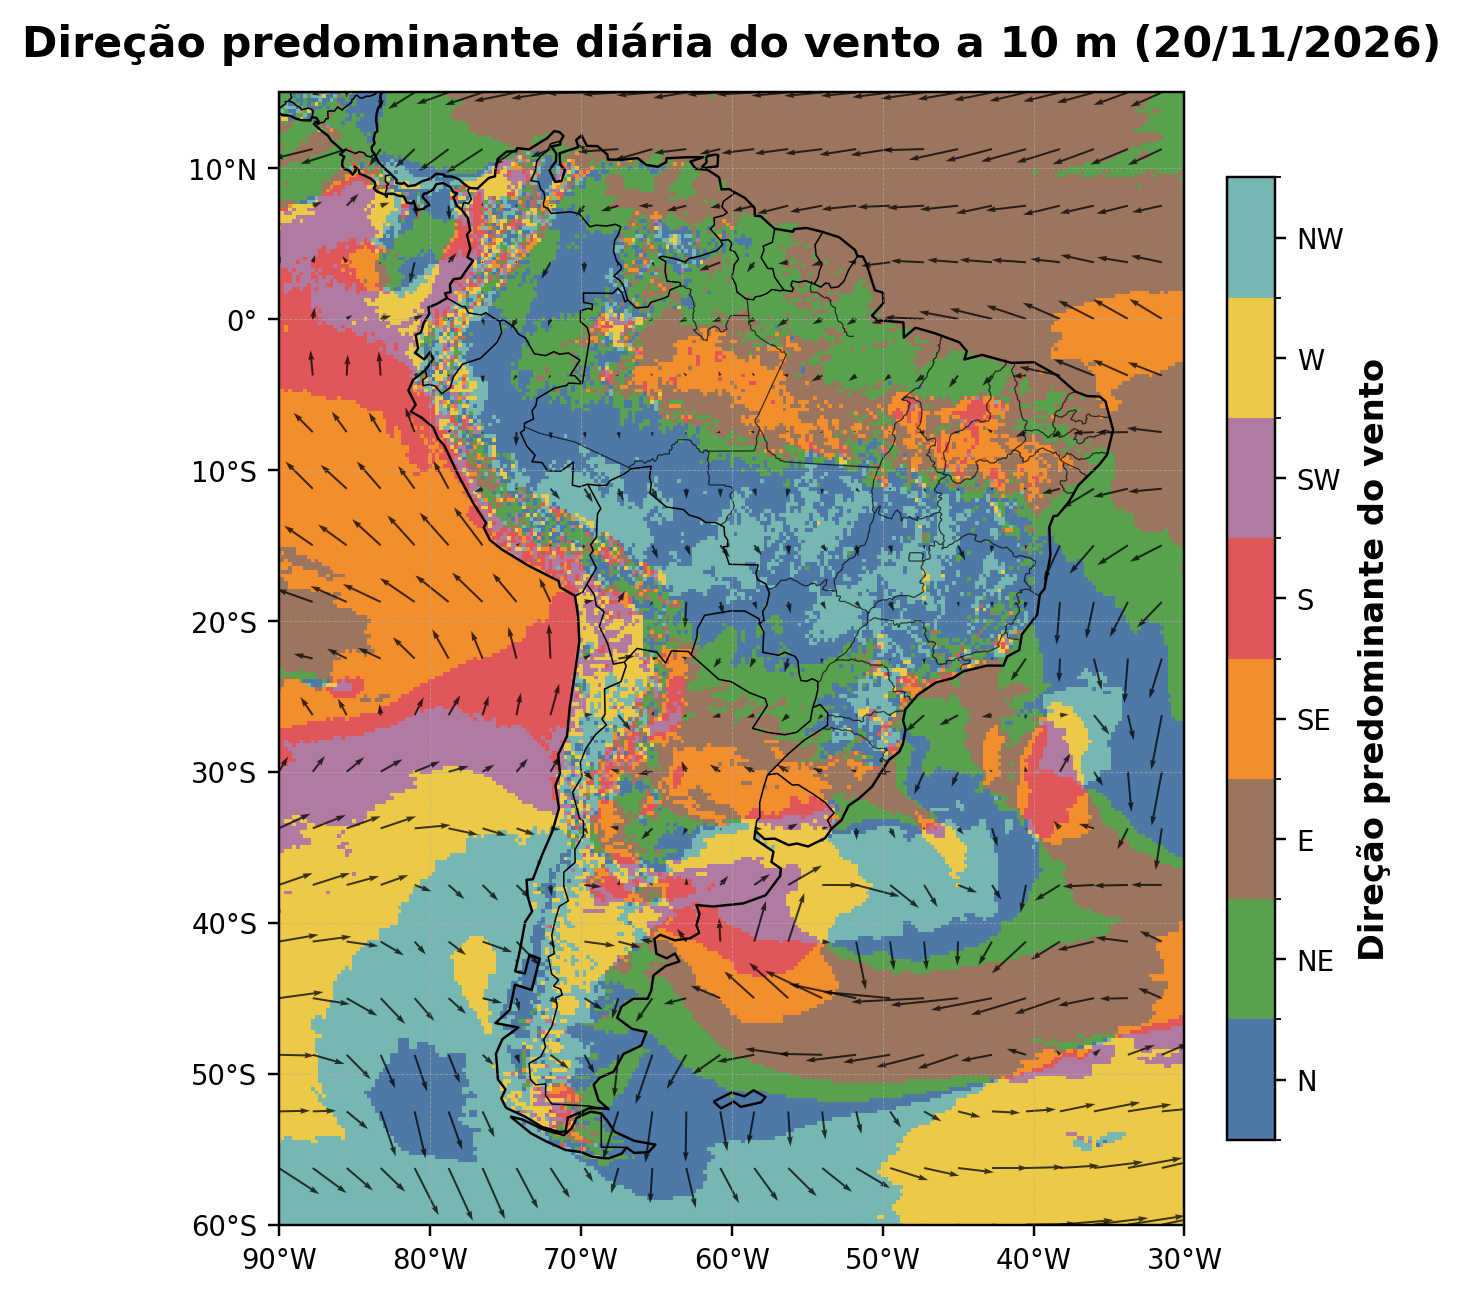 Direção predominante diária do vento a 10 m (20/11/2026)
10°N
0°
10°S
20°S
30°S
40°S
50°S
60°S
90°W
80°W
70°W
60°W
50°W
40°W
30°W
NW
W
SW
S
SE
E
NE
N
Direção predominante do vento